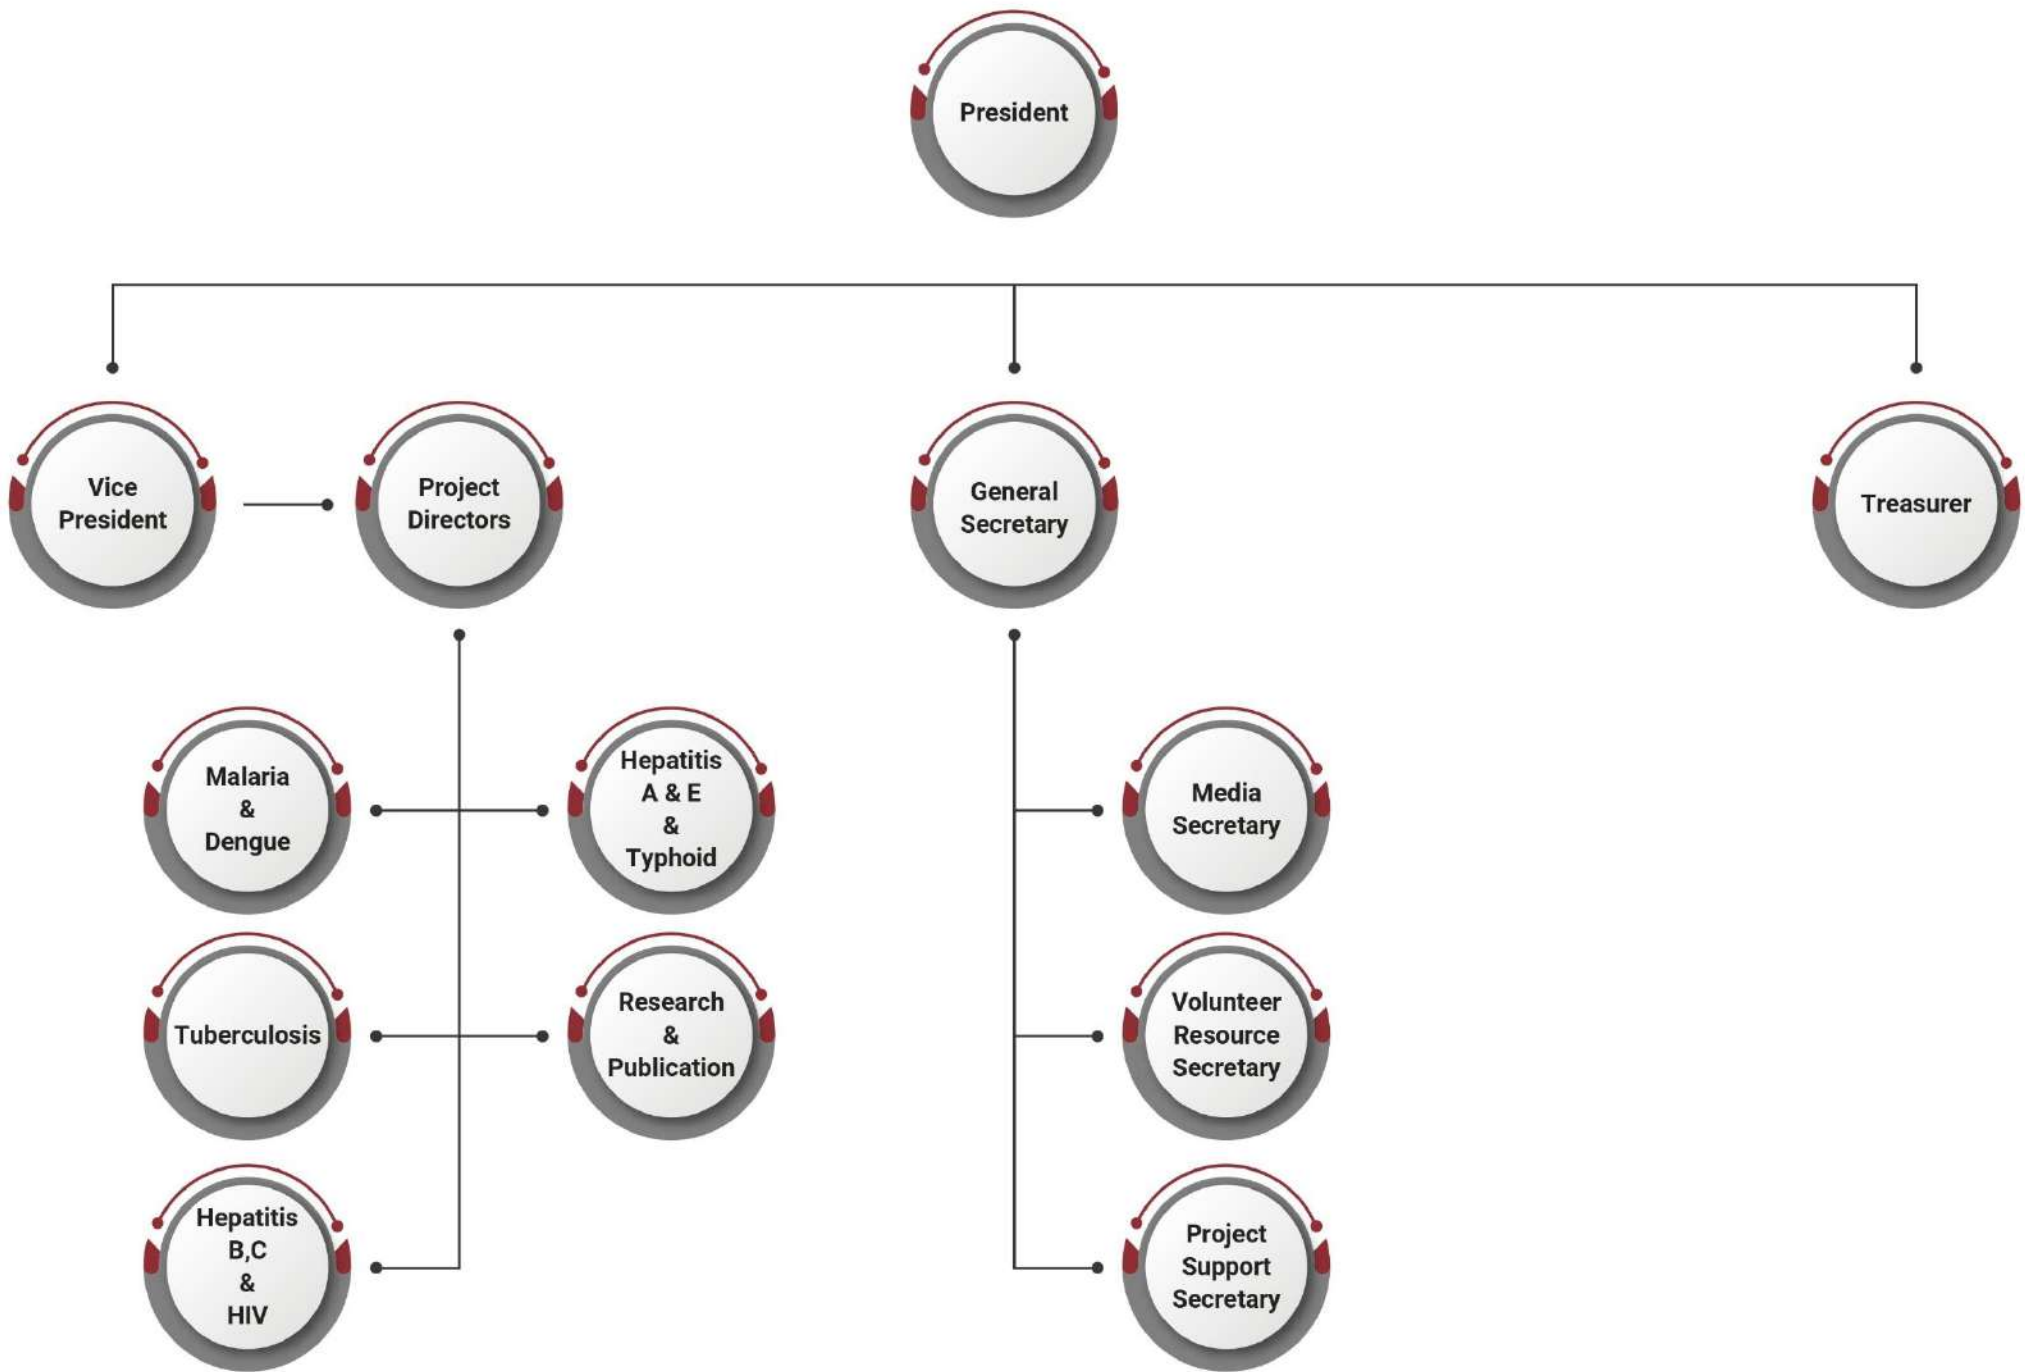 President
Vice
President
Project
Directors
General
Secretary
Treasurer
Malaria
&
Dengue
Hepatitis
A & E
&
Typhoid
Media
Secretary
Tuberculosis
Research
&
Publication
Volunteer
Resource
Secretary
Hepatitis
B,C
&
HIV
Project
Support
Secretary